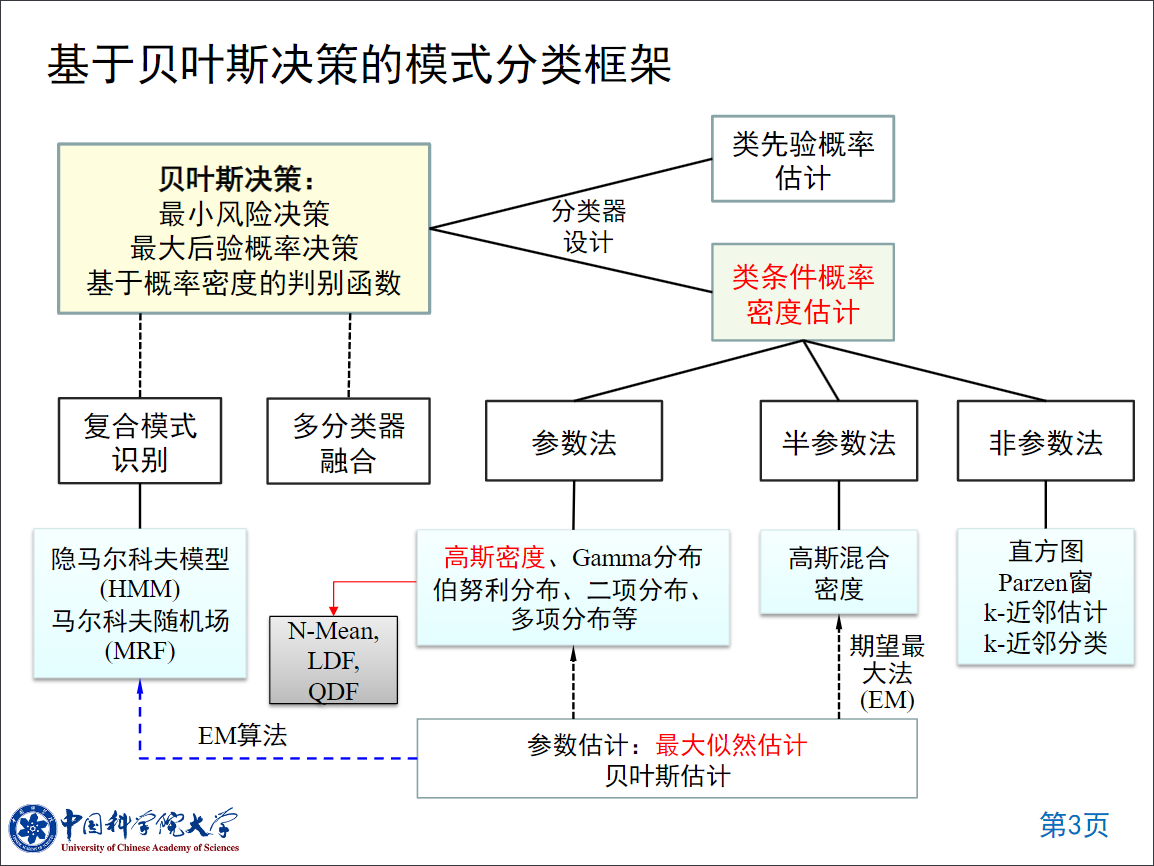 基于贝叶斯决策的模式分类框架
贝叶斯决策：
最小风险决策
最大后验概率决策
基于概率密度的判别函数
分类器
设计
类先验概率
估计
类条件概率
密度估计
复合模式
识别
多分类器
融合
参数法
半参数法
非参数法
隐马尔科夫模型
(HMM)
马尔科夫随机场
(MRF)
高斯密度、Gamma分布
伯努利分布、二项分布、
多项分布等
高斯混合
密度
直方图
Parzen窗
k-近邻估计
k-近邻分类
N-Mean,
LDF,
QDF
期望最
大法
(EM)
EM算法
参数估计：最大似然估计
贝叶斯估计
中国科学院大学
University of Chinese Academy of Sciences
第3页